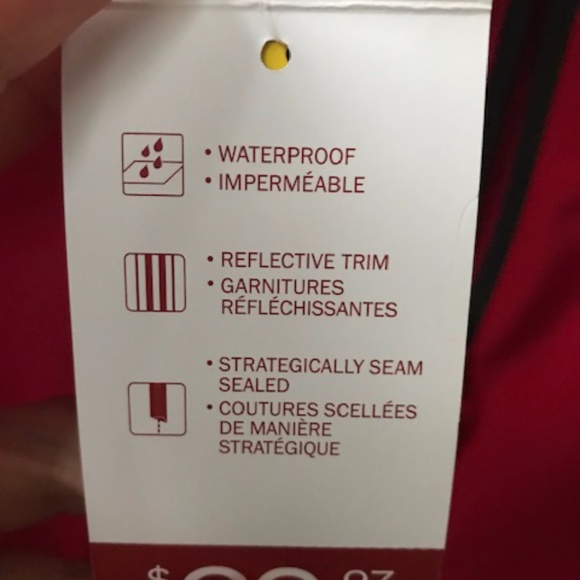 • WATERPROOF
• IMPERMÉABLE
• REFLECTIVE TRIM
• GARNITURES
RÉFLÉCHISSANTES
• STRATEGICALLY SEAM
SEALED
• COUTURES SCELLÉES
DE MANIÈRE
STRATÉGIQUE
$